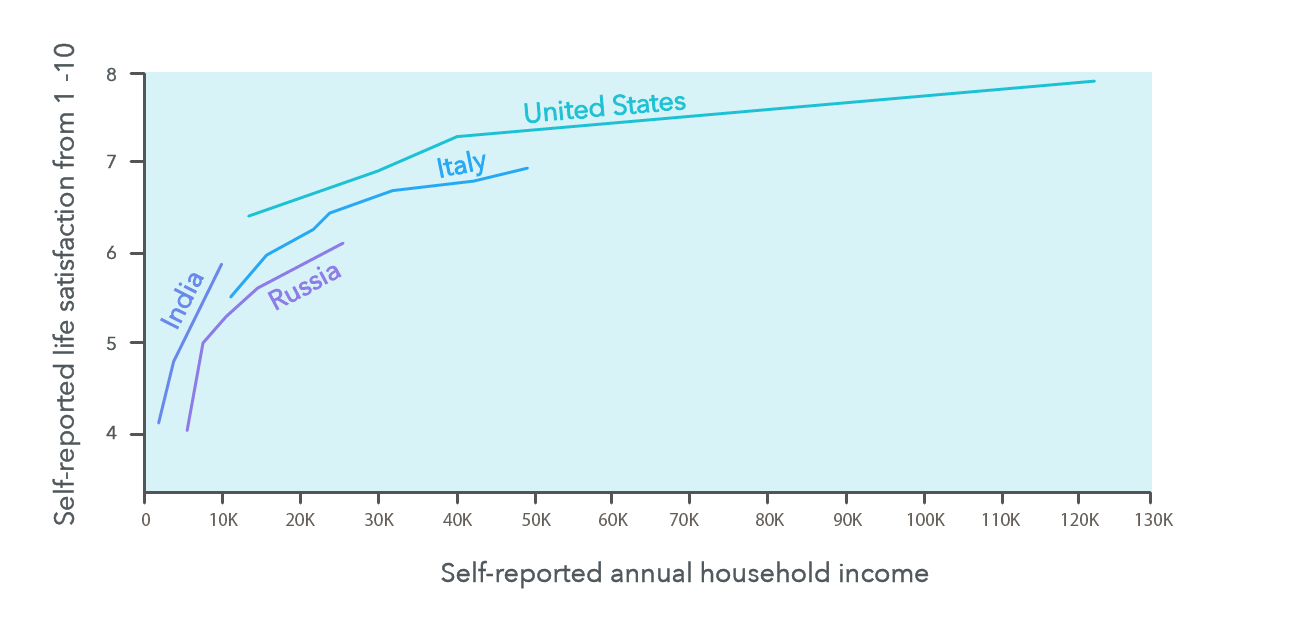 Self-reported life satisfaction from 1 -10
8
7
6
5
4
United States
Italy
India
Russia
0 10K 20K 30K 40K 50K 60K 70K 80K 90K 100K 110K 120K 130K
Self-reported annual household income